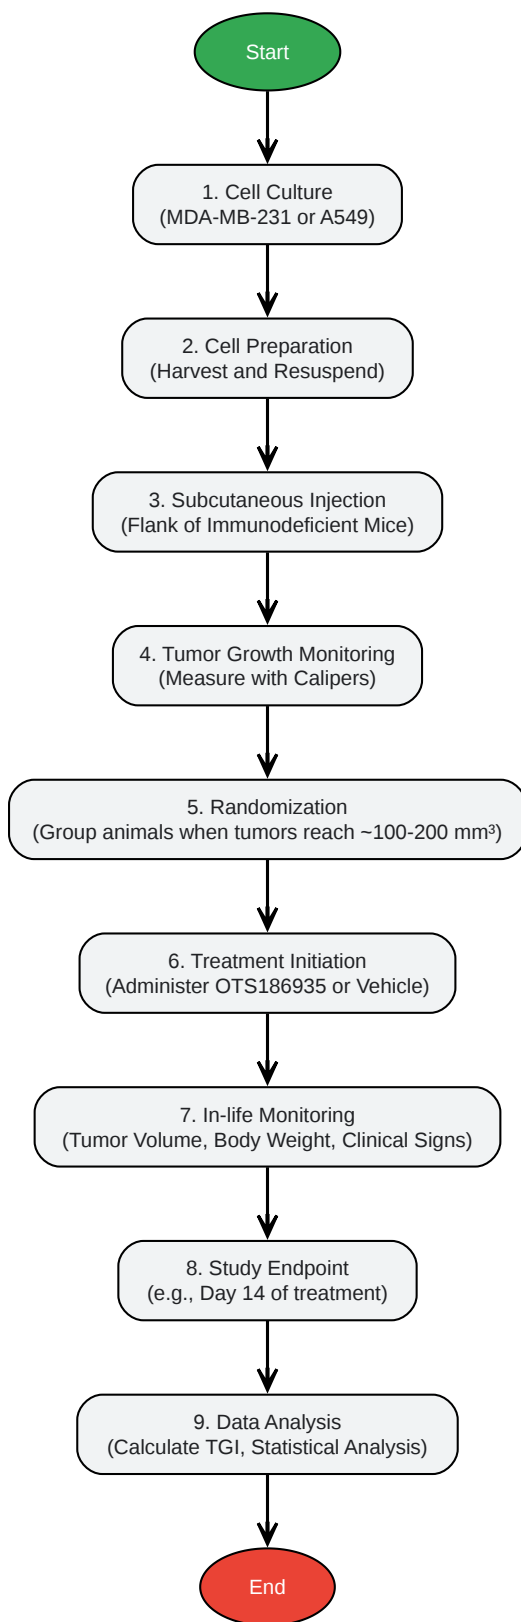 Start
1. Cell Culture
(MDA-MB-231 or A549)
2. Cell Preparation
(Harvest and Resuspend)
3. Subcutaneous Injection
(Flank of Immunodeficient Mice)
4. Tumor Growth Monitoring
(Measure with Calipers)
5. Randomization
(Group animals when tumors reach ~100-200 mm³)
6. Treatment Initiation
(Administer OTS186935 or Vehicle)
7. In-life Monitoring
(Tumor Volume, Body Weight, Clinical Signs)
8. Study Endpoint
(e.g., Day 14 of treatment)
9. Data Analysis
(Calculate TGI, Statistical Analysis)
End